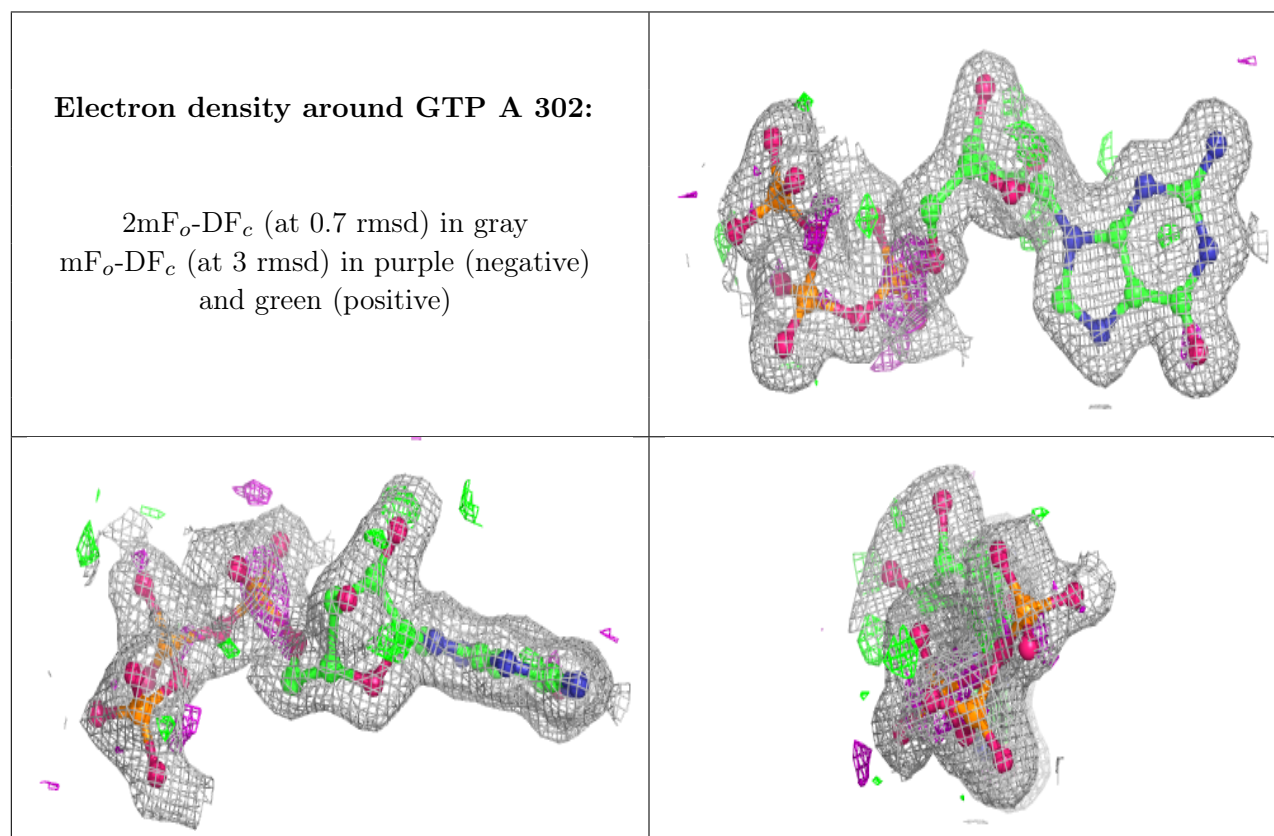 Electron density around GTP A 302:
2mFo-DFc (at 0.7 rmsd) in gray
mFo-DFc (at 3 rmsd) in purple (negative)
and green (positive)